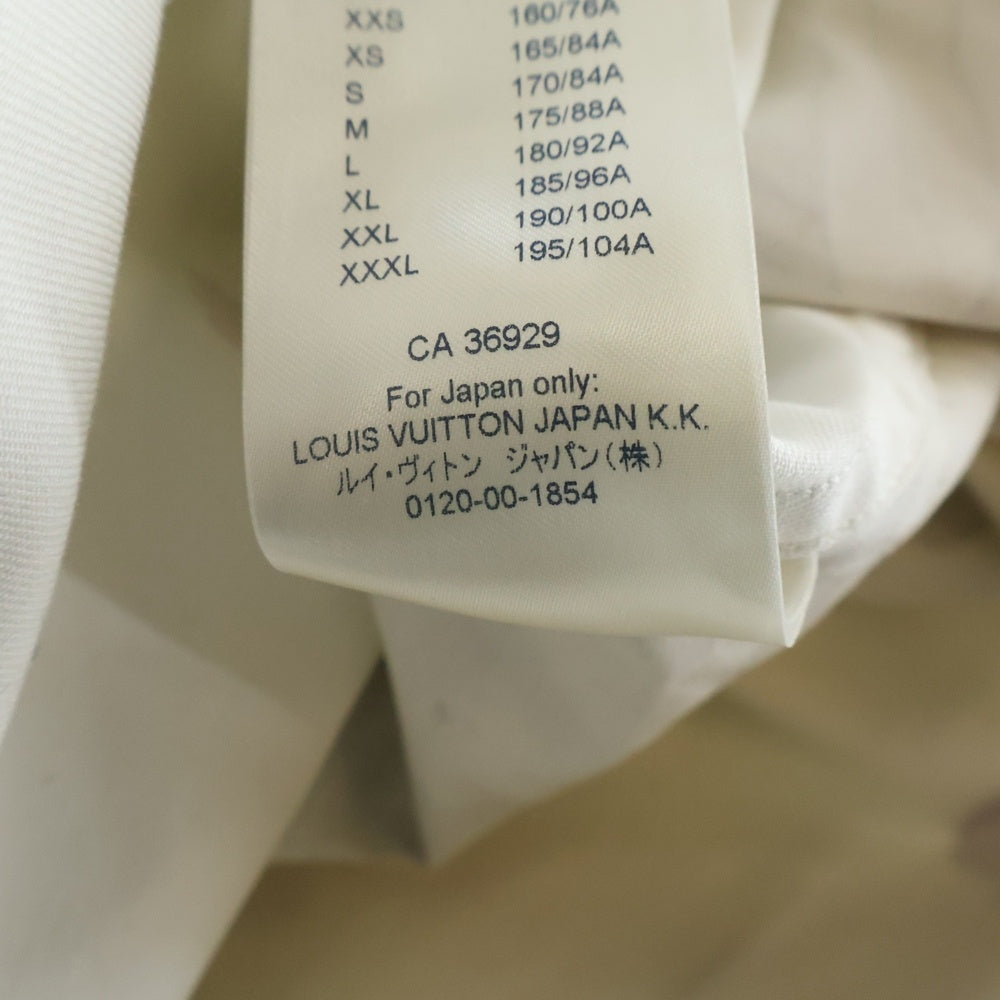 XXS 160/76A
XS 165/84A
S 170/84A
M 175/88A
L 180/92A
XL 185/96A
XXL 190/100A
XXXL 195/104A
CA 36929
For Japan only:
LOUIS VUITTON JAPAN K.K.
ルイ・ヴィトン ジャパン(株)
0120-00-1854